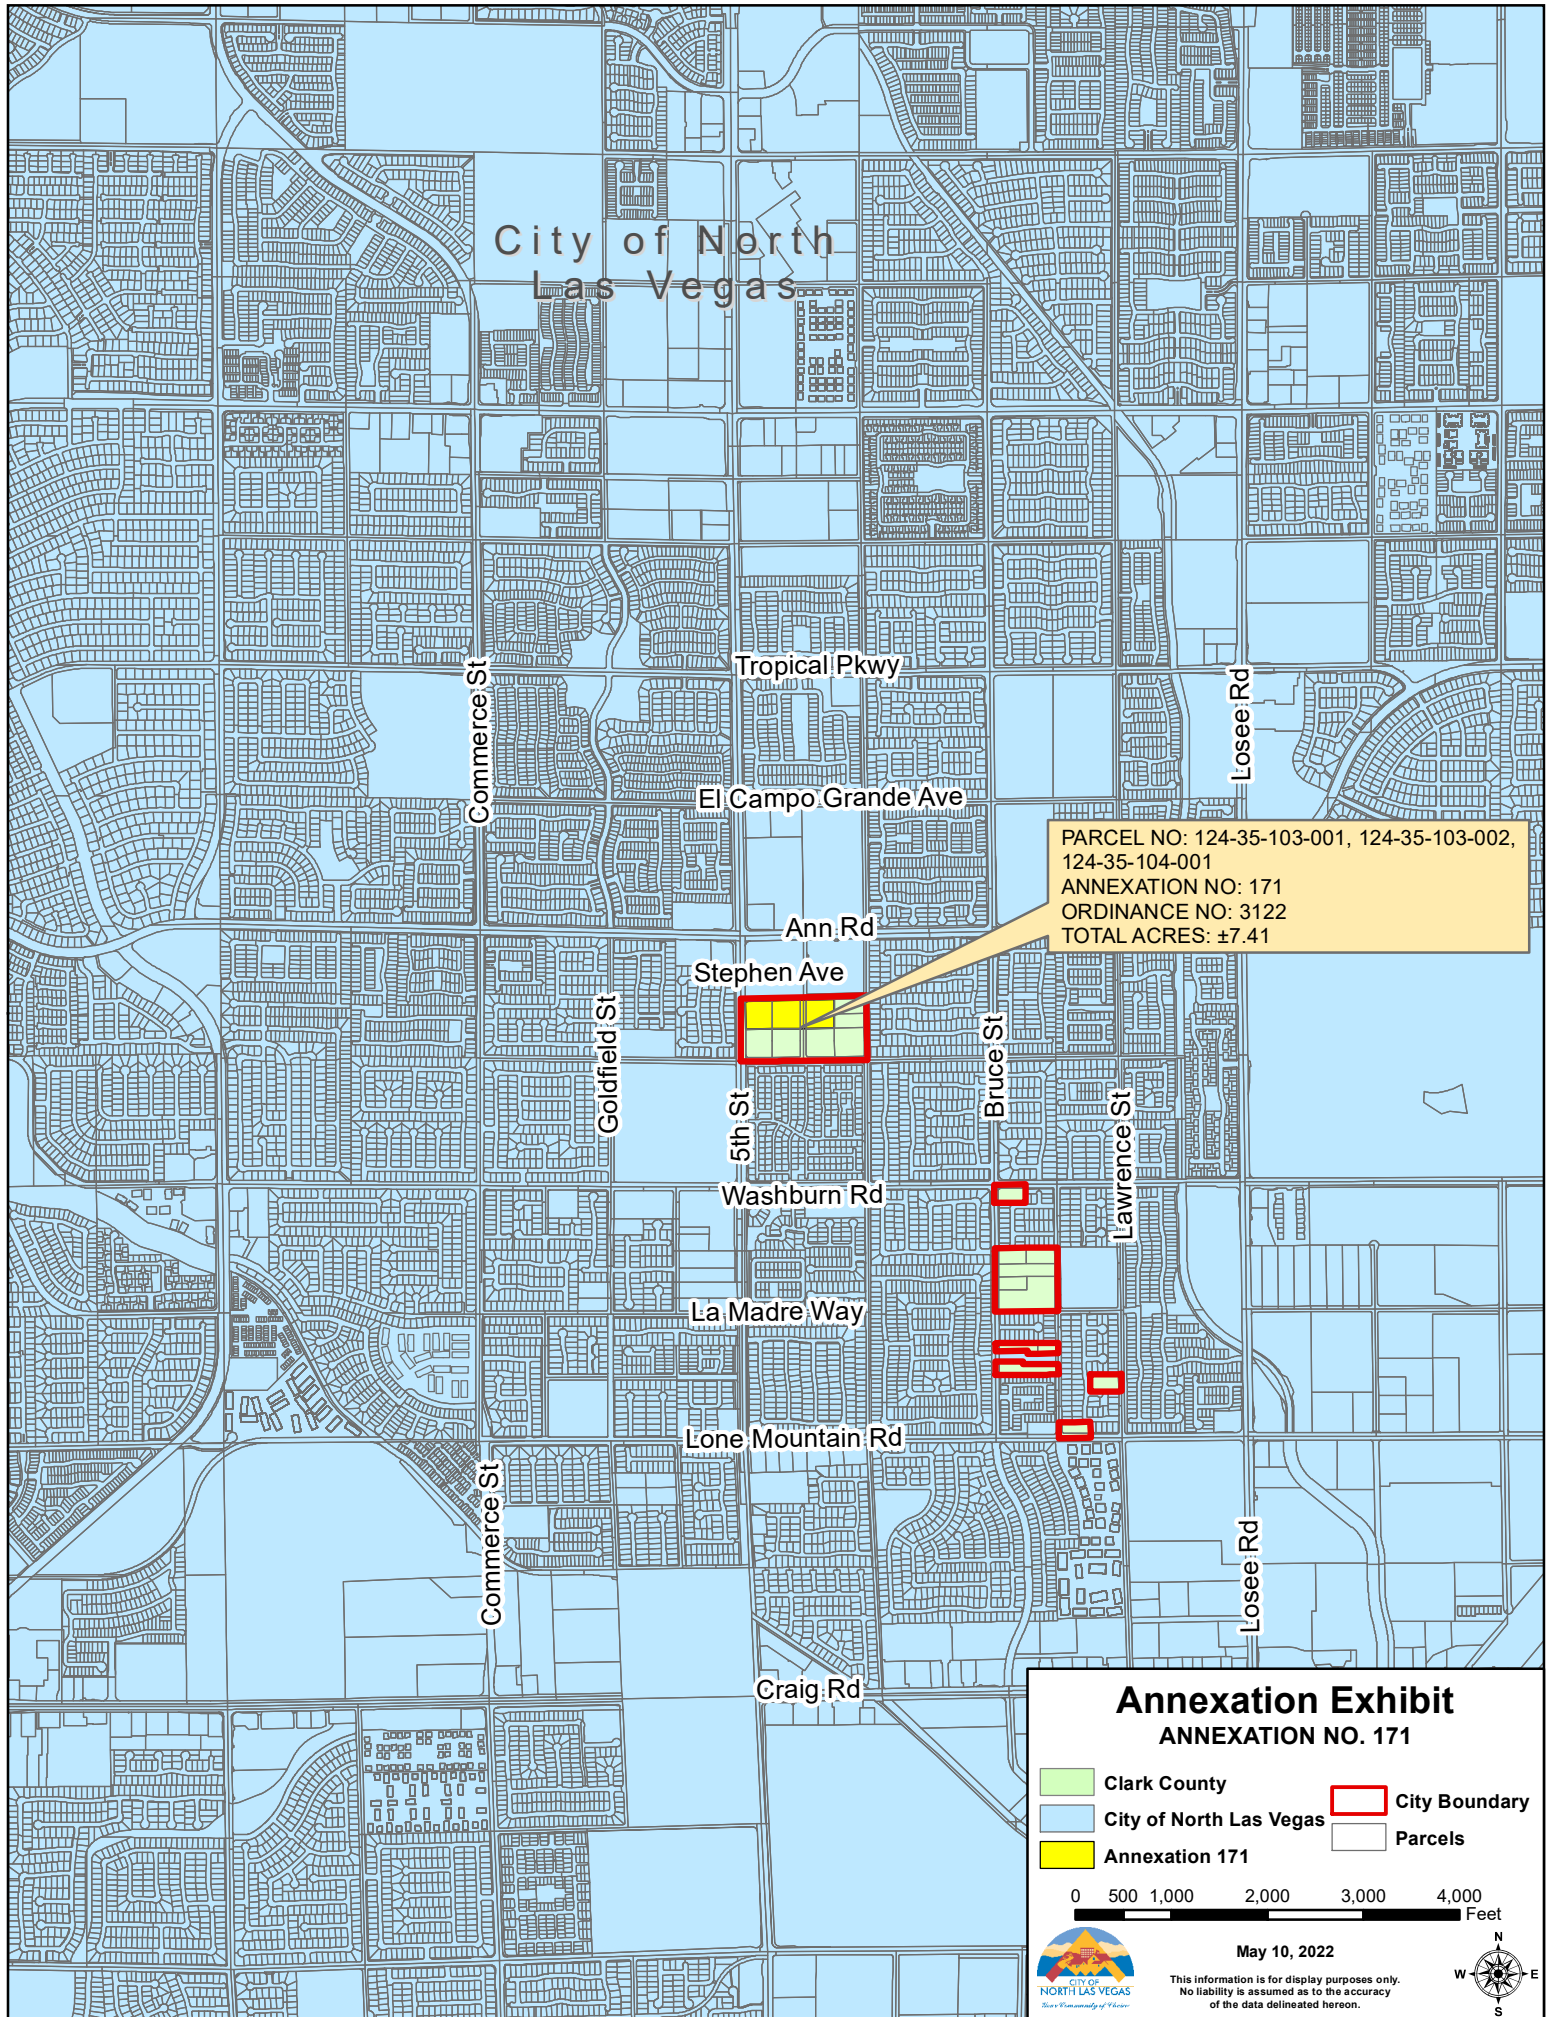 City of North
Las Vegas
Tropical Pkwy
Commerce St
Losee Rd
El Campo Grande Ave
PARCEL NO: 124-35-103-001, 124-35-103-002,
124-35-104-001
ANNEXATION NO: 171
ORDINANCE NO: 3122
TOTAL ACRES: ±7.41
Ann Rd
Stephen Ave
Goldfield St
Bruce St
5th St
Lawrence St
Washburn Rd
La Madre Way
Lone Mountain Rd
Commerce St
Losee Rd
Craig Rd
Annexation Exhibit
ANNEXATION NO. 171
Clark County
City of North Las Vegas
Annexation 171
City Boundary
Parcels
0 500 1,000 2,000 3,000 4,000
Feet
May 10, 2022
This information is for display purposes only.
No liability is assumed as to the accuracy
of the data delineated hereon.
CITY OF
NORTH LAS VEGAS
Your Community of Choice
N
W E
S